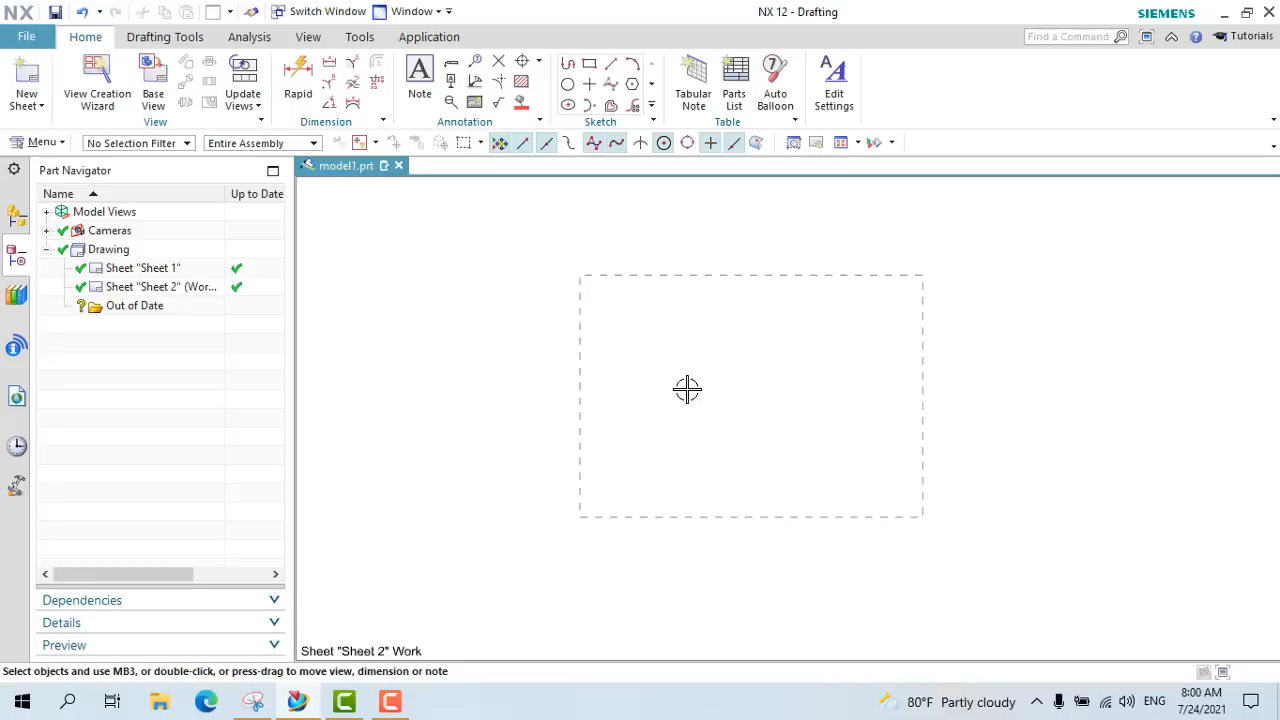 NX
Switch Window
Window
NX 12 - Drafting
SIEMENS
File
Home
Drafting Tools
Analysis
View
Tools
Application
Find a Command
Tutorials
New Sheet
View Creation Wizard
Base View
Update Views
View
Rapid
Dimension
A
Note
Annotation
Sketch
Tabular Note
Parts List
7
Auto Balloon
Table
A
Edit Settings
Menu
No Selection Filter
Entire Assembly
Part Navigator
model1.prt
Name
Up to Date
Model Views
Cameras
Drawing
Sheet "Sheet 1"
Sheet "Sheet 2" (Wor...
Out of Date
Dependencies
Details
Preview
Sheet "Sheet 2" Work
Select objects and use MB3, or double-click, or press-drag to move view, dimension or note
80°F Partly cloudy
ENG
8:00 AM
7/24/2021